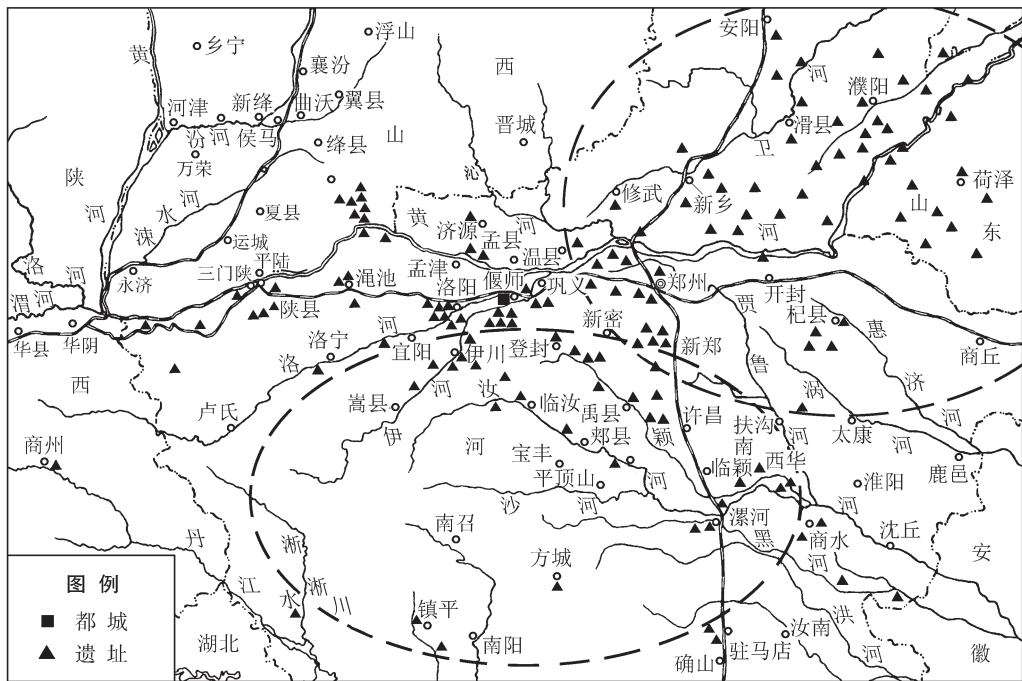 安阳
浮山
乡宁
黄
襄汾
西
河
濮阳
河津
新绛
曲沃
翼县
汾河
侯马
晋城
滑县
山
卫
万荣
绛县
陕
沁
荷泽
修武
新乡
山
河
涑水河
夏县
黄
河
济源
孟县
河
东
运城
洛河
平陆
温县
永济
三门峡
孟津
渑池
偃师
巩义
郑州
渭河
洛阳
开封
陕县
贾
杞县
惠
华县
华阴
洛宁
河
新密
宜阳
伊川
登封
新郑
商丘
洛
鲁
西
汝
涡
济
嵩县
河
临汝
禹县
卢氏
许昌
扶沟
伊
颍
河
太康
河
商州
河
郏县
南
河
宝丰
临颍
西华
鹿邑
平顶山
河
淮阳
沙
河
河
南召
漯河
沈丘
丹
淅
黑
商水
方城
安
河
图例
江
水
淅川
都城
镇平
洪
遗址
汝南
湖北
南阳
驻马店
河
徽
确山